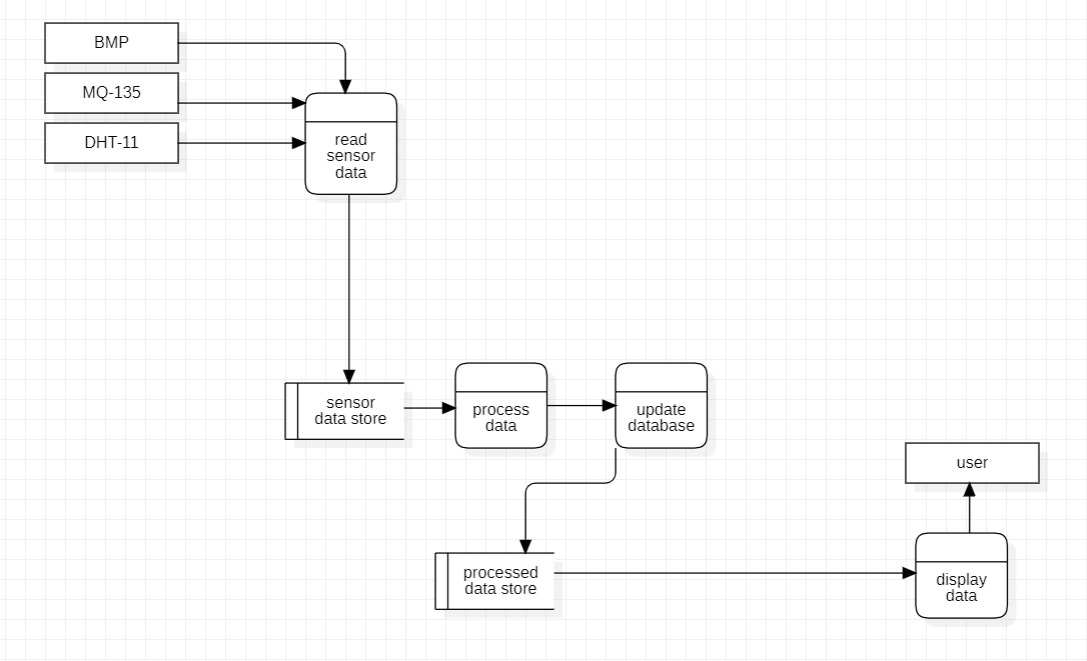 BMP
MQ-135
DHT-11
read
sensor
data
sensor
data store
process
data
update
database
user
processed
data store
display
data